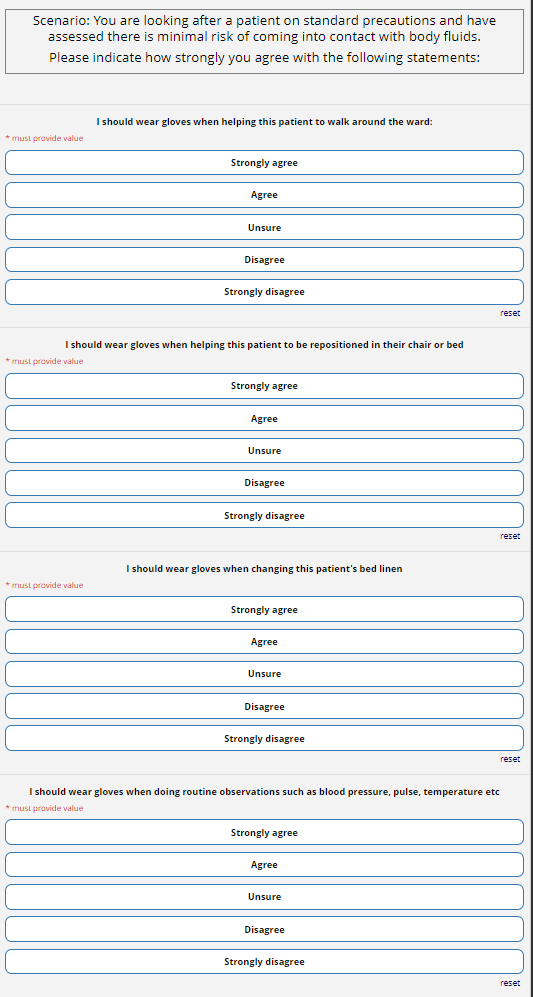 Scenario: You are looking after a patient on standard precautions and have
assessed there is minimal risk of coming into contact with body fluids.
Please indicate how strongly you agree with the following statements:
I should wear gloves when helping this patient to walk around the ward:
* must provide value
Strongly agree
Agree
Unsure
Disagree
Strongly disagree
reset
I should wear gloves when helping this patient to be repositioned in their chair or bed
* must provide value
Strongly agree
Agree
Unsure
Disagree
Strongly disagree
reset
I should wear gloves when changing this patient's bed linen
* must provide value
Strongly agree
Agree
Unsure
Disagree
Strongly disagree
reset
I should wear gloves when doing routine observations such as blood pressure, pulse, temperature etc
* must provide value
Strongly agree
Agree
Unsure
Disagree
Strongly disagree
reset